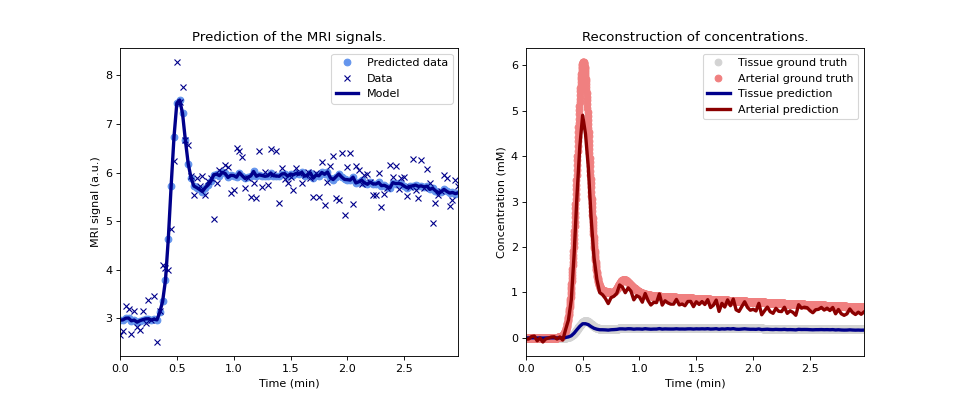 Prediction of the MRI signals.
Predicted data
Data
Model
MRI signal (a.u.)
8
7
6
5
4
3
0.0 0.5 1.0 1.5 2.0 2.5
Time (min)
Reconstruction of concentrations.
Tissue ground truth
Arterial ground truth
Tissue prediction
Arterial prediction
Concentration (mM)
6
5
4
3
2
1
0
0.0 0.5 1.0 1.5 2.0 2.5
Time (min)